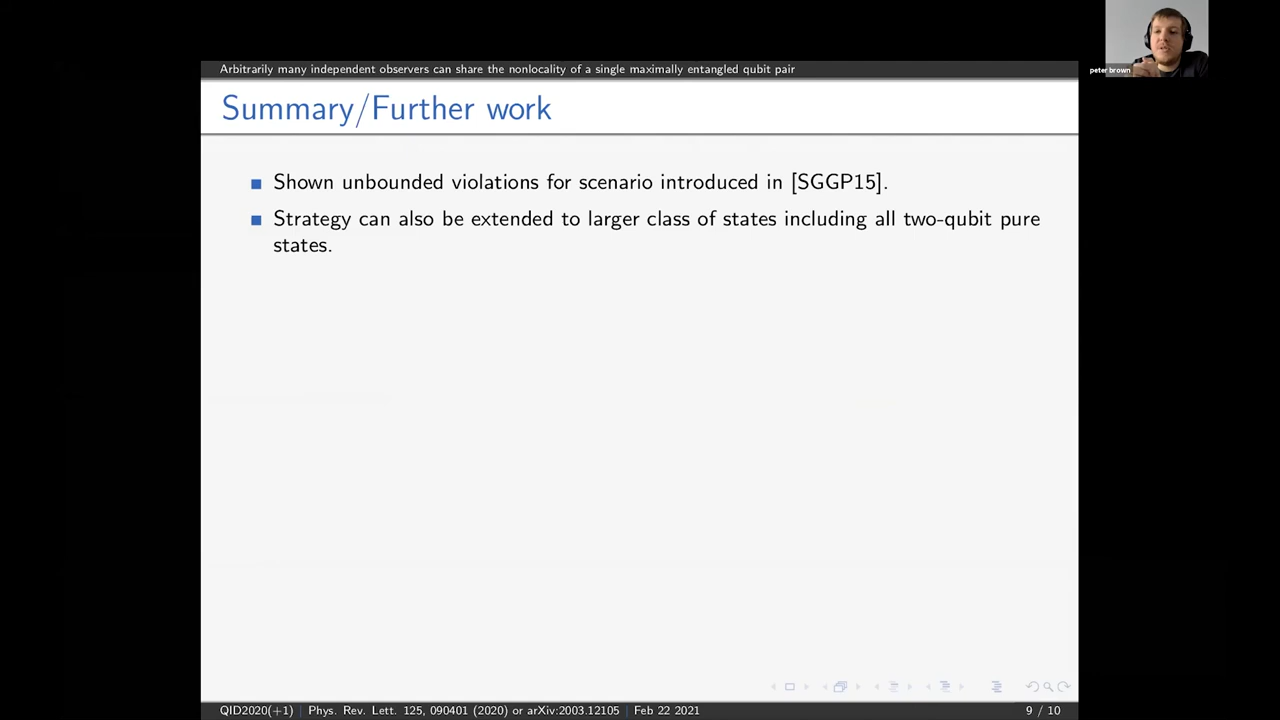 Arbitrarily many independent observers can share the nonlocality of a single maximally entangled qubit pair
peter brown
Summary/Further work
Shown unbounded violations for scenario introduced in [SGGP15].
Strategy can also be extended to larger class of states including all two-qubit pure
states.
9 / 10
QID2020(+1) | Phys. Rev. Lett. 125, 090401 (2020) or arXiv:2003.12105 | Feb 22 2021